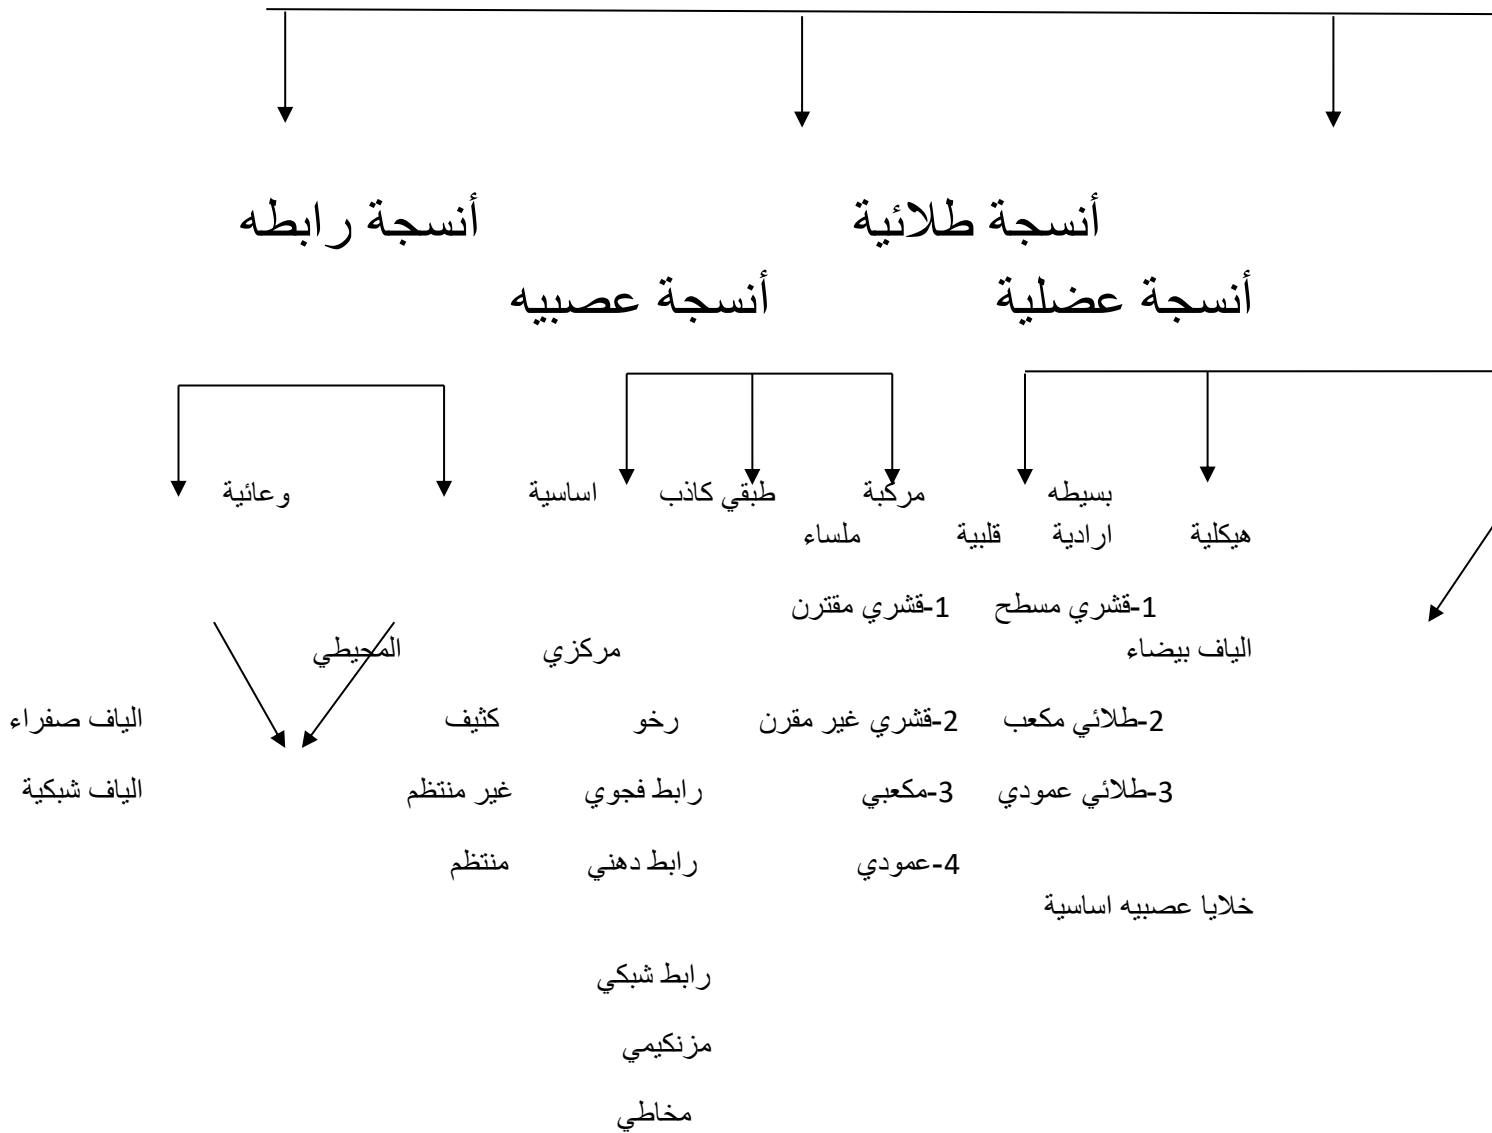 أنسجة طلائية أنسجة رابطه
أنسجة عضلية أنسجة عصبيه
بسيطه مركبة طبقي كاذب اساسية وعائية
هيكلية ارادية قلبية ملساء
1-قشري مسطح 1-قشري مقترن
الياف بيضاء مركزي المحيطي
2-طلائي مكعب 2-قشري غير مقرن رخو كثيف الياف صفراء
3-طلائي عمودي 3-مكعبي رابط فجوي غير منتظم الياف شبكية
4-عمودي رابط دهني منتظم
خلايا عصبيه اساسية
رابط شبكي
مزنكيمي
مخاطي